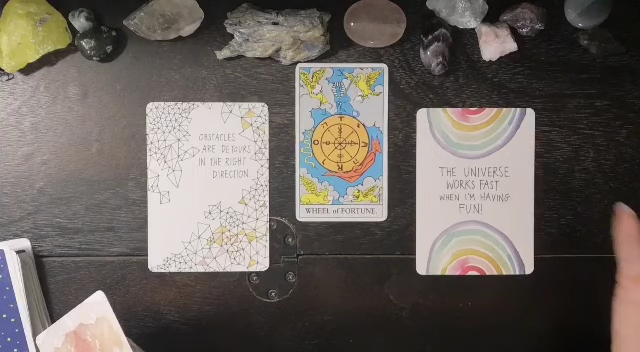 OBSTACLES
ARE DETOURS
IN THE RIGHT
DIRECTION
WHEEL of FORTUNE.
THE UNIVERSE
WORKS FAST
WHEN I'M HAVING
FUN!